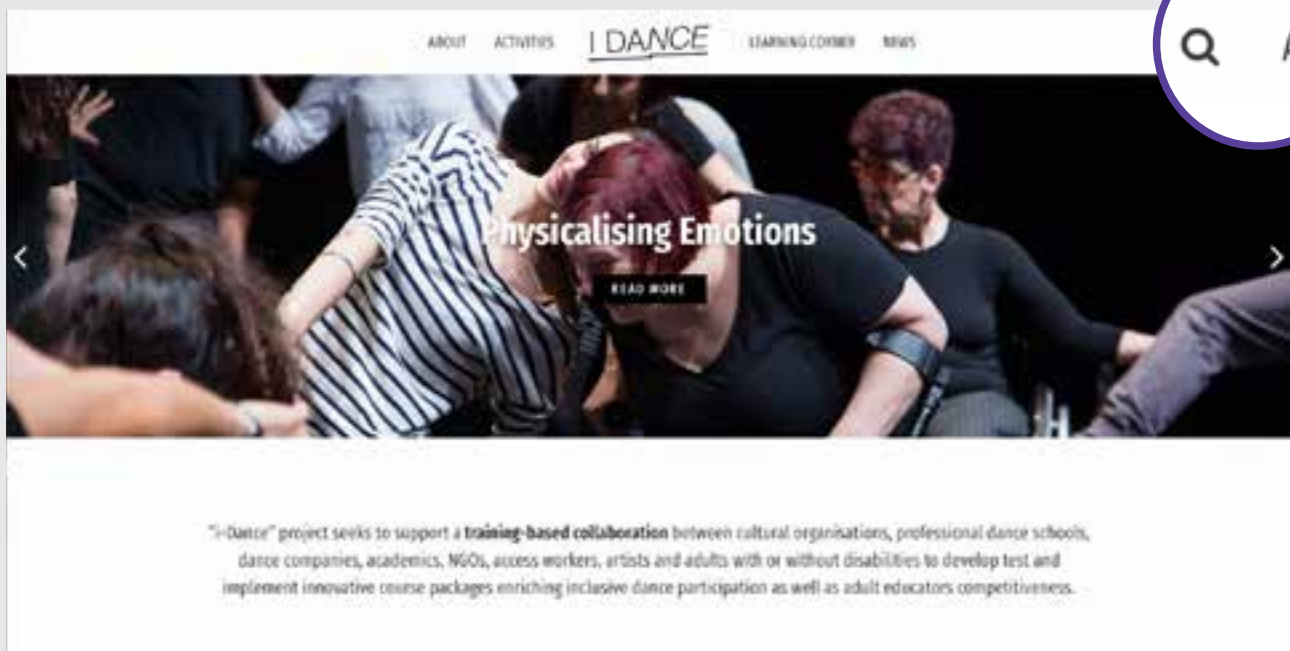 ABOUT ACTIVITIES I DANCE LEARNING CORNER NEWS
A
Physicalising Emotions
READ MORE
"i-Dance" project seeks to support a training-based collaboration between cultural organisations, professional dance schools,
dance companies, academics, NGOs, access workers, artists and adults with or without disabilities to develop test and
implement innovative course packages enriching inclusive dance participation as well as adult educators competitiveness.